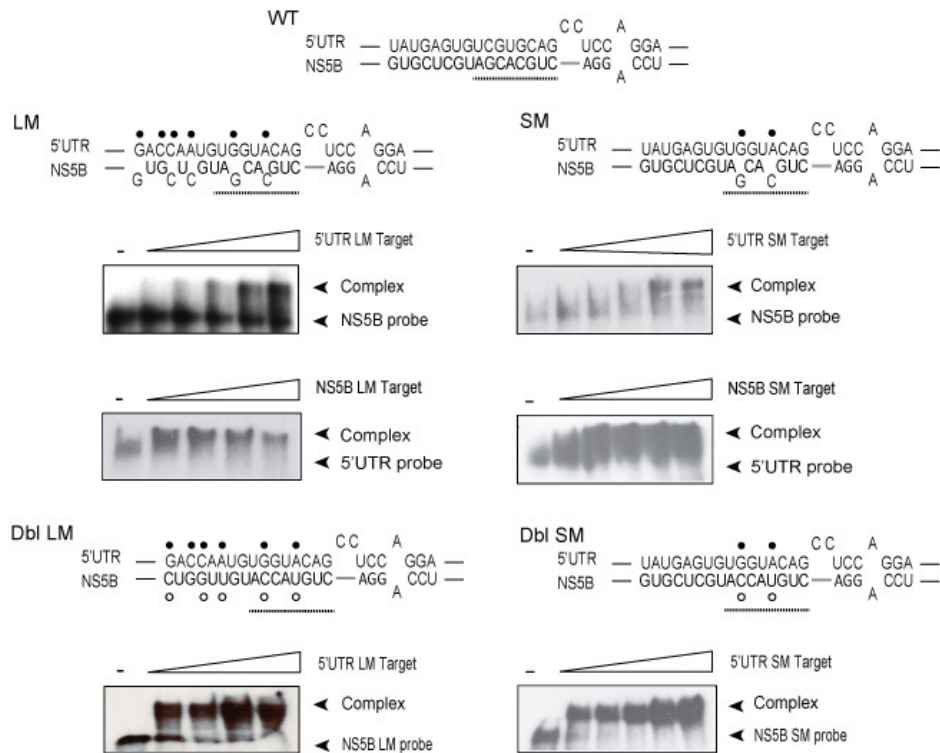 WT
C C A
5'UTR — UAUGAGUGUCGUGCAG UCC GGA —
NS5B — GUGCUCGUAGCACGUC — AGG CCU —
A
LM
C C A
5'UTR — GACCAAUGUGGUACAG UCC GGA —
NS5B — UG UC GUA CA GUC — AGG CCU —
G C C G C A
- 5'UTR LM Target
Complex
NS5B probe
- NS5B LM Target
Complex
5'UTR probe
SM
C C A
5'UTR — UAUGAGUGUGGUACAG UCC GGA —
NS5B — GUGCUCGUA CA GUC — AGG CCU —
G C A
- 5'UTR SM Target
Complex
NS5B probe
- NS5B SM Target
Complex
5'UTR probe
Dbl LM
C C A
5'UTR — GACCAAUGUGGUACAG UCC GGA —
NS5B — CUGGUUGUACCAUGUC — AGG CCU —
A
- 5'UTR LM Target
Complex
NS5B LM probe
Dbl SM
C C A
5'UTR — UAUGAGUGUGGUACAG UCC GGA —
NS5B — GUGCUCGUACCAUGUC — AGG CCU —
A
- 5'UTR SM Target
Complex
NS5B SM probe